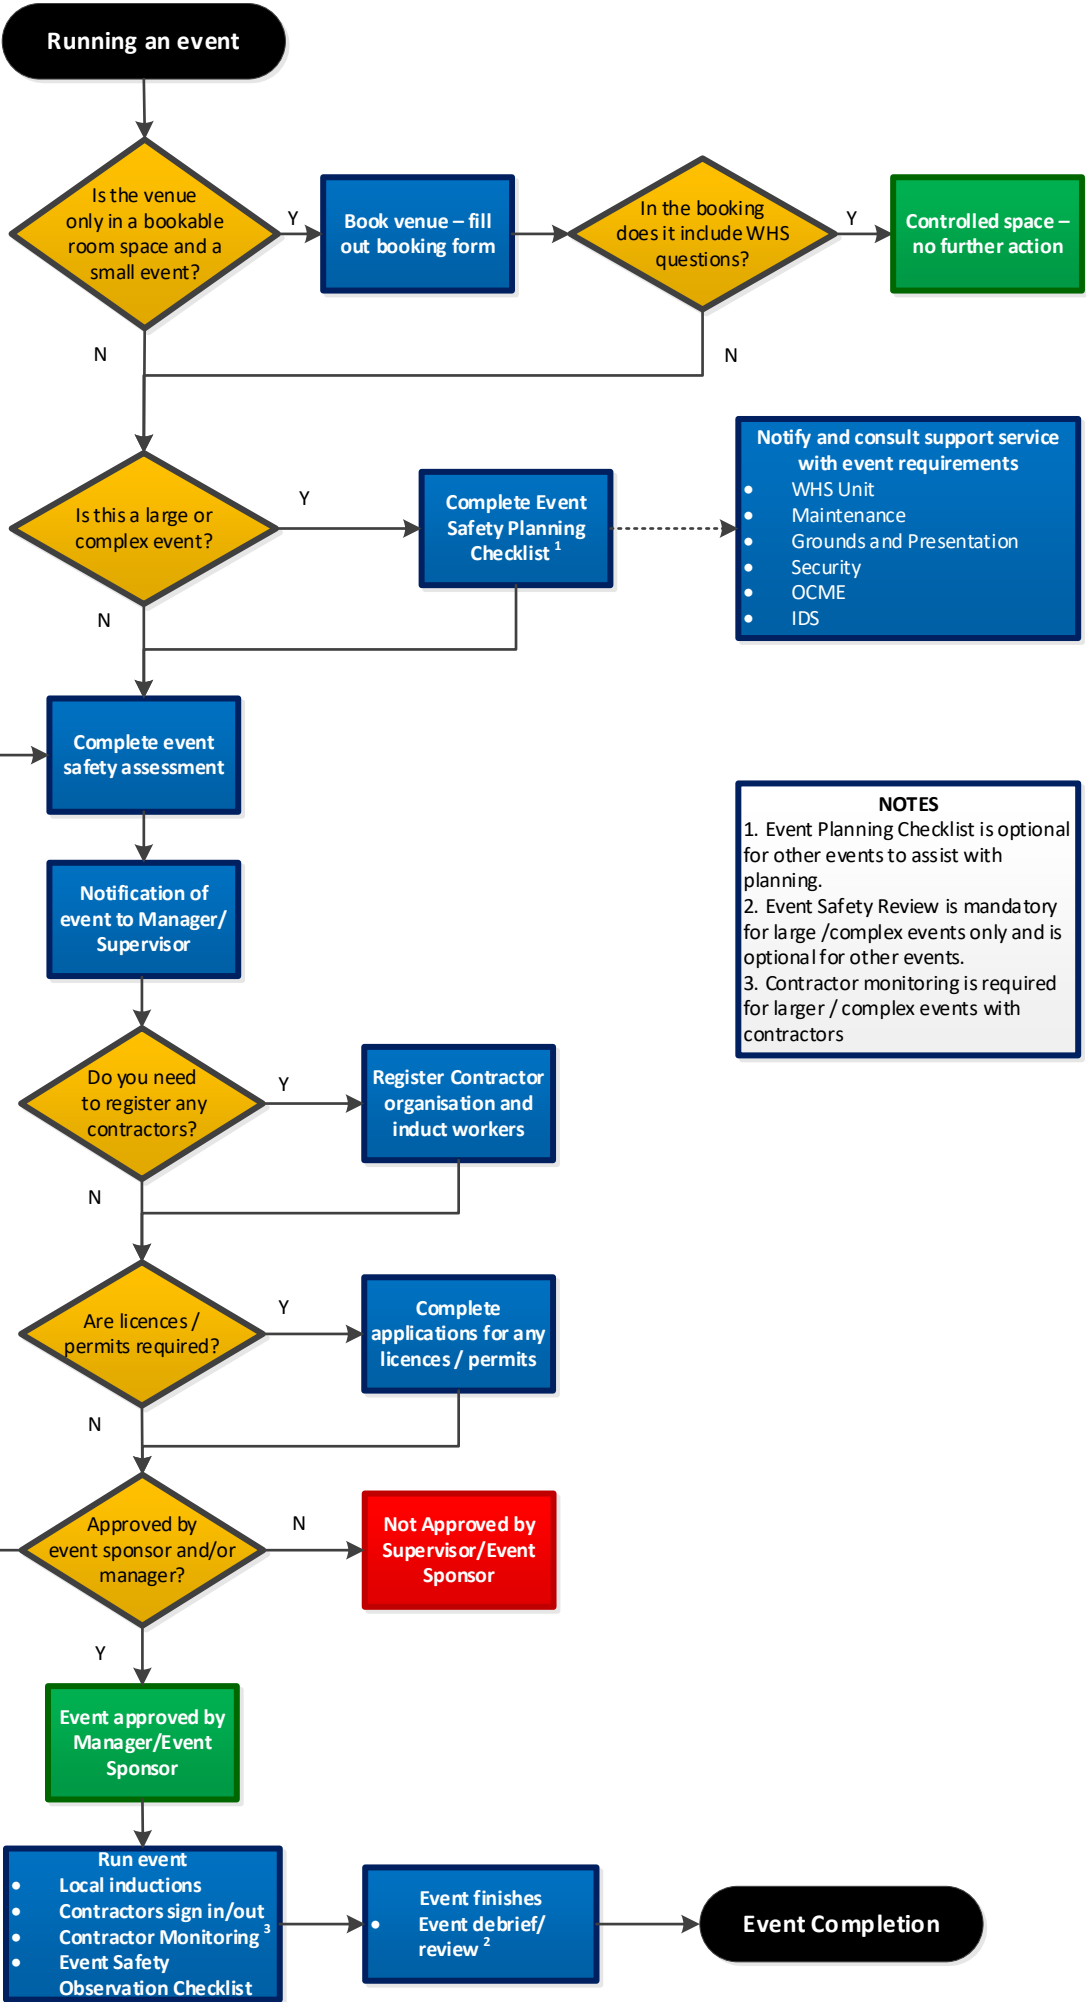 Running an event
Is the venue
only in a bookable
room space and a
small event?
Y
Book venue – fill
out booking form
In the booking
does it include WHS
questions?
Y
Controlled space –
no further action
N
N
Is this a large or
complex event?
Y
Complete Event
Safety Planning
Checklist 1
Notify and consult support service
with event requirements
• WHS Unit
• Maintenance
• Grounds and Presentation
• Security
• OCME
• IDS
N
Complete event
safety assessment
Notification of
event to Manager/
Supervisor
NOTES
1. Event Planning Checklist is optional
for other events to assist with
planning.
2. Event Safety Review is mandatory
for large /complex events only and is
optional for other events.
3. Contractor monitoring is required
for larger / complex events with
contractors
Do you need
to register any
contractors?
Y
Register Contractor
organisation and
induct workers
N
Are licences /
permits required?
Y
Complete
applications for any
licences / permits
N
Approved by
event sponsor and/or
manager?
N
Not Approved by
Supervisor/Event
Sponsor
Y
Event approved by
Manager/Event
Sponsor
Run event
• Local inductions
• Contractors sign in/out
• Contractor Monitoring 3
• Event Safety
Observation Checklist
Event finishes
• Event debrief/
review 2
Event Completion